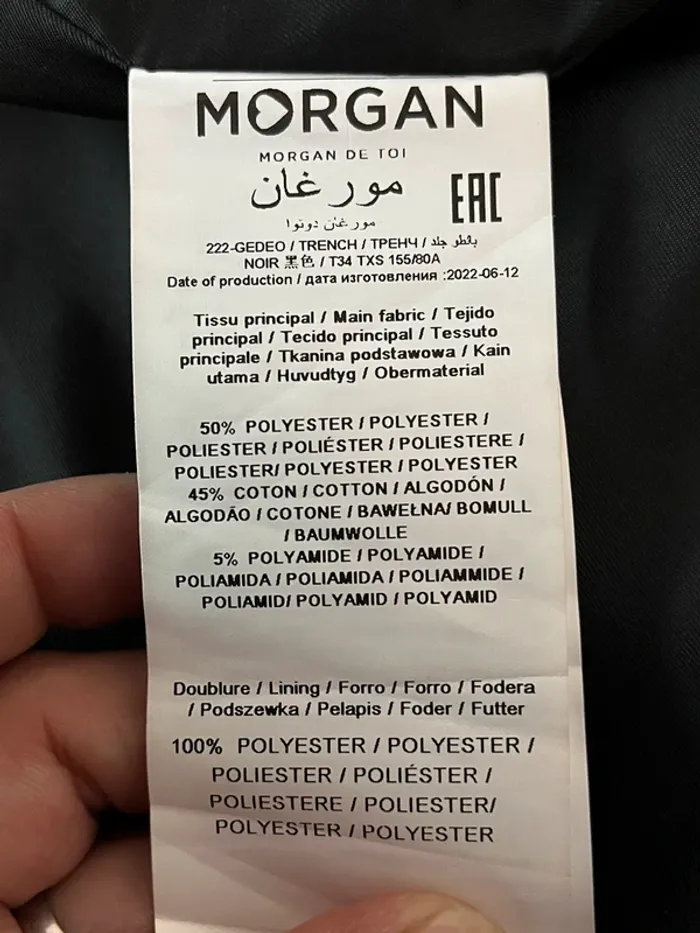 MORGAN
MORGAN DE TOI
مورغان
EAC
مورغان دوتوا
222-GEDEO / TRENCH / ТРЕНЧ / جلد
NOIR 黑色 / T34 TXS 155/80A
Date of production / дата изготовления :2022-06-12
Tissu principal / Main fabric / Tejido
principal / Tecido principal / Tessuto
principale / Tkanina podstawowa / Kain
utama / Huvudtyg / Obermaterial
50% POLYESTER / POLYESTER /
POLIESTER / POLIÉSTER / POLIESTERE /
POLIESTER/ POLYESTER / POLYESTER
45% COTON / COTTON / ALGODÓN /
ALGODÃO / COTONE / BAWEŁNA/ BOMULL
/ BAUMWOLLE
5% POLYAMIDE / POLYAMIDE /
POLIAMIDA / POLIAMIDA / POLIAMMIDE /
POLIAMID/ POLYAMID / POLYAMID
Doublure / Lining / Forro / Forro / Fodera
/ Podszewka / Pelapis / Foder / Futter
100% POLYESTER / POLYESTER /
POLIESTER / POLIÉSTER /
POLIESTERE / POLIESTER/
POLYESTER / POLYESTER